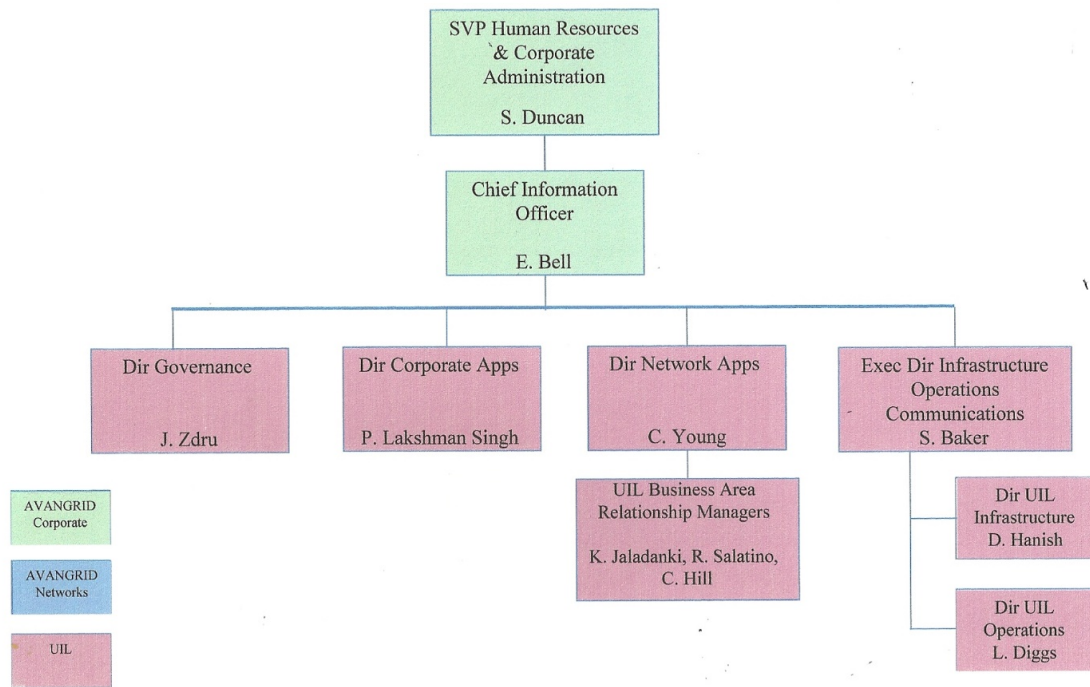 SVP Human Resources
& Corporate
Administration
S. Duncan
Chief Information
Officer
E. Bell
Dir Governance
J. Zdru
Dir Corporate Apps
P. Lakshman Singh
Dir Network Apps
C. Young
Exec Dir Infrastructure
Operations
Communications
S. Baker
UIL Business Area
Relationship Managers
K. Jaladanki, R. Salatino,
C. Hill
Dir UIL
Infrastructure
D. Hanish
Dir UIL
Operations
L. Diggs
AVANGRID
Corporate
AVANGRID
Networks
UIL